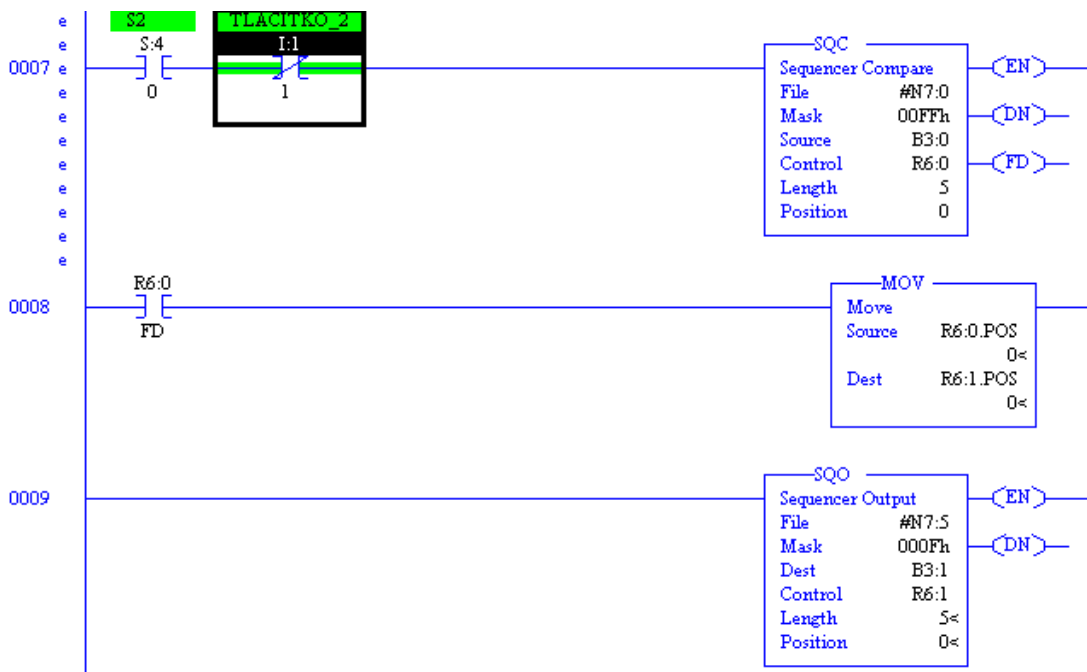 e
S2
TLACITKO_2
e
S:4
I:1
SQC
0007 e
Sequencer Compare
EN
e
0
1
File #N7:0
e
Mask 00FFh
DN
e
Source B3:0
e
Control R6:0
FD
e
Length 5
e
Position 0
e
e
R6:0
MOV
0008
Move
FD
Source R6:0.POS
0<
Dest R6:1.POS
0<
SQO
0009
Sequencer Output
EN
File #N7:5
Mask 000Fh
DN
Dest B3:1
Control R6:1
Length 5<
Position 0<